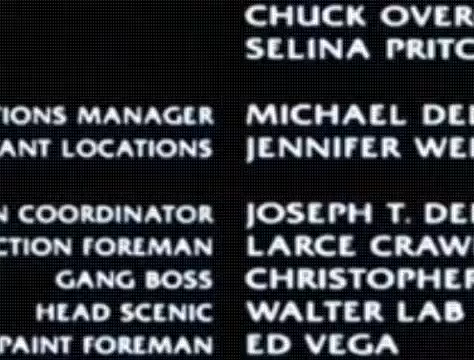 CHUCK OVER
SELINA PRITC
TIONS MANAGER MICHAEL DE
ANT LOCATIONS JENNIFER WE
N COORDINATOR JOSEPH T. DE
CTION FOREMAN LARCE CRAW
GANG BOSS CHRISTOPHER
HEAD SCENIC WALTER LAB
PAINT FOREMAN ED VEGA